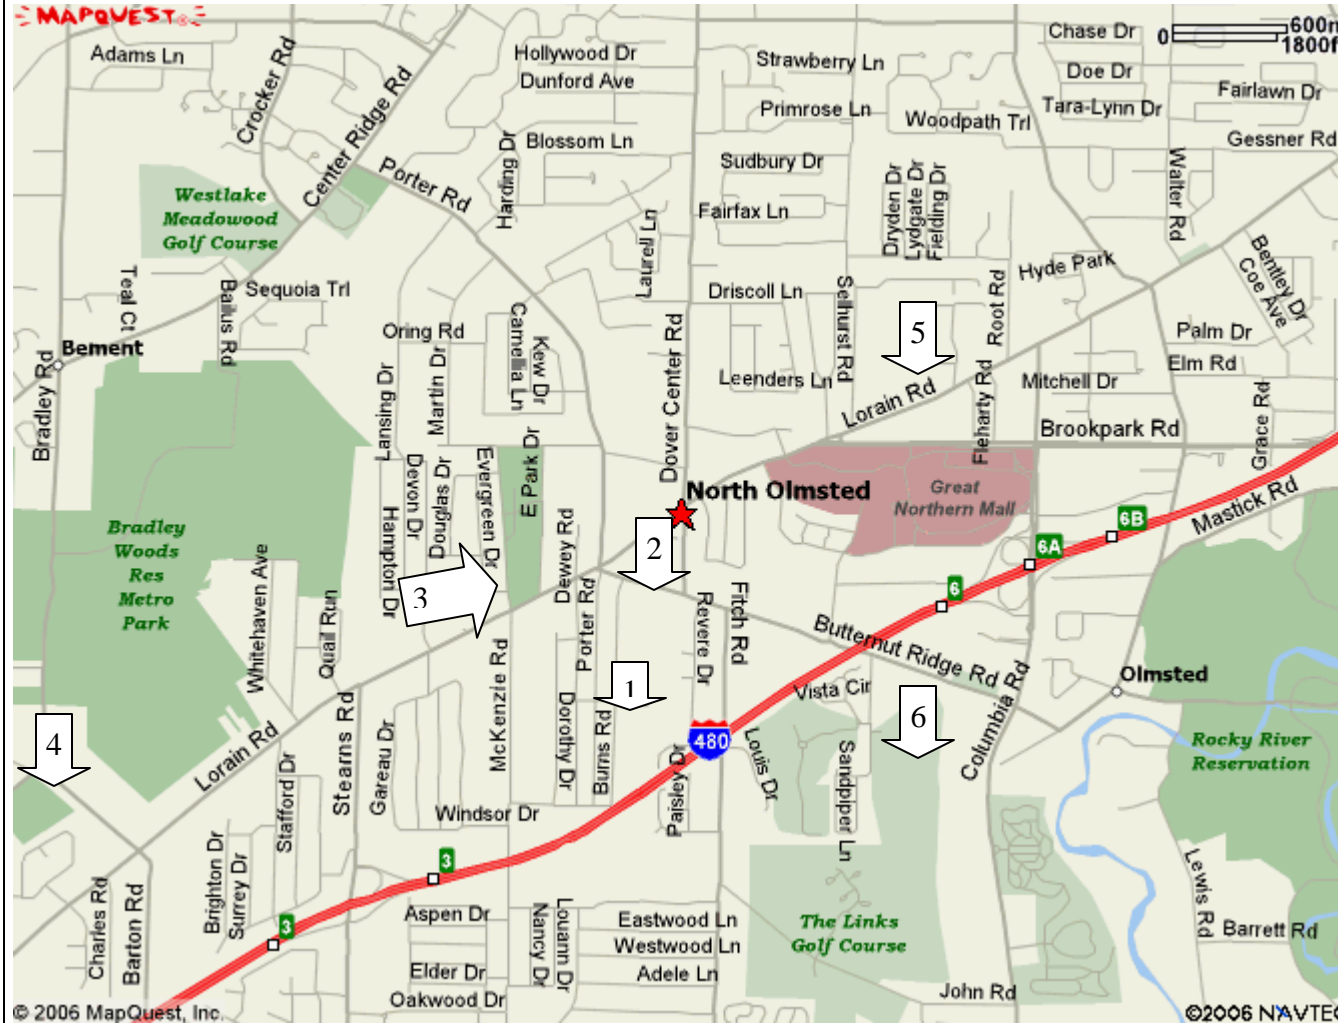 MAPQUEST
Adams Ln
Crocker Rd
Center Ridge Rd
Hollywood Dr
Dunford Ave
Blossom Ln
Harding Dr
Porter Rd
Strawberry Ln
Primrose Ln
Woodpath Trl
Sudbury Dr
Fairfax Ln
Chase Dr
0
600m
1800f
Doe Dr
Tara-Lynn Dr
Fairlawn Dr
Gessner Rd
Walter Rd
Westlake
Meadowood
Golf Course
Laurell Ln
Dryden Dr
Lydgate Dr
Fielding Dr
Hyde Park
Bentley Dr
Coe Ave
Teal Ct
Bailus Rd
Sequoia Trl
Driscoll Ln
Selhurst Rd
Root Rd
5
Palm Dr
Elm Rd
Bement
Bradley Rd
Oring Rd
Camellia Ln
Kew Dr
Dover Center Rd
Leenders Ln
Lorain Rd
Fleharty Rd
Mitchell Dr
Brookpark Rd
Grace Rd
Lansing Dr
Martin Dr
Devon Dr
Douglas Dr
Evergreen Dr
E Park Dr
North Olmsted
Great
Northern Mall
Mastick Rd
6B
6A
6
Bradley
Woods
Res
Metro
Park
Hampton Dr
Dewey Rd
2
3
Whitehaven Ave
Quail Run
Porter Rd
Revere Dr
Fitch Rd
Butternut Ridge Rd
McKenzie Rd
1
Vista Cir
Olmsted
4
Lorain Rd
Stearns Rd
Gareau Dr
Dorothy Dr
Burns Rd
480
Louis Dr
6
Columbia Rd
Rocky River
Reservation
Stafford Dr
Windsor Dr
Paisley Dr
Sandpiper Ln
Brighton Dr
Surrey Dr
3
3
Charles Rd
Barton Rd
Aspen Dr
Nancy Dr
Louann Dr
Eastwood Ln
Westwood Ln
Adele Ln
Elder Dr
Oakwood Dr
The Links
Golf Course
John Rd
Lewis Rd
Barrett Rd
© 2006 MapQuest, Inc.
©2006 NAVTEC